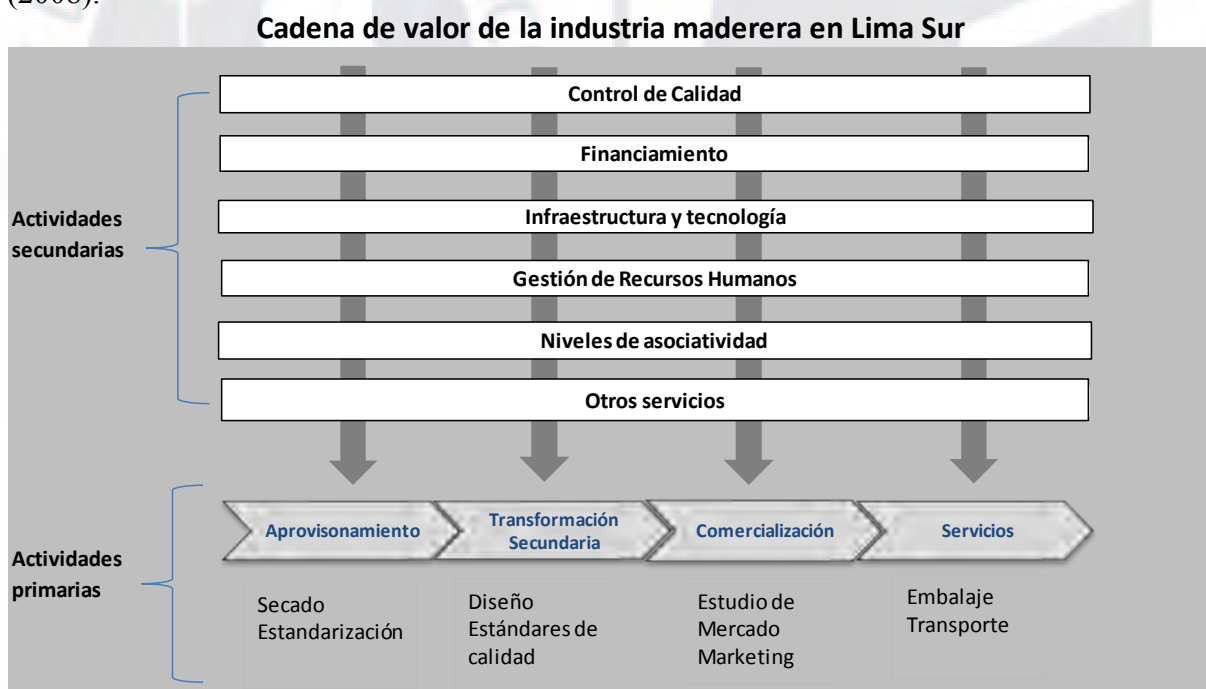 (2008).
Cadena de valor de la industria maderera en Lima Sur
Control de Calidad
Financiamiento
Infraestructura y tecnología
Gestión de Recursos Humanos
Niveles de asociatividad
Otros servicios
Actividades
secundarias
Actividades
primarias
Aprovisonamiento
Transformación
Secundaria
Comercialización
Servicios
Secado
Estandarización
Diseño
Estándares de
calidad
Estudio de
Mercado
Marketing
Embalaje
Transporte